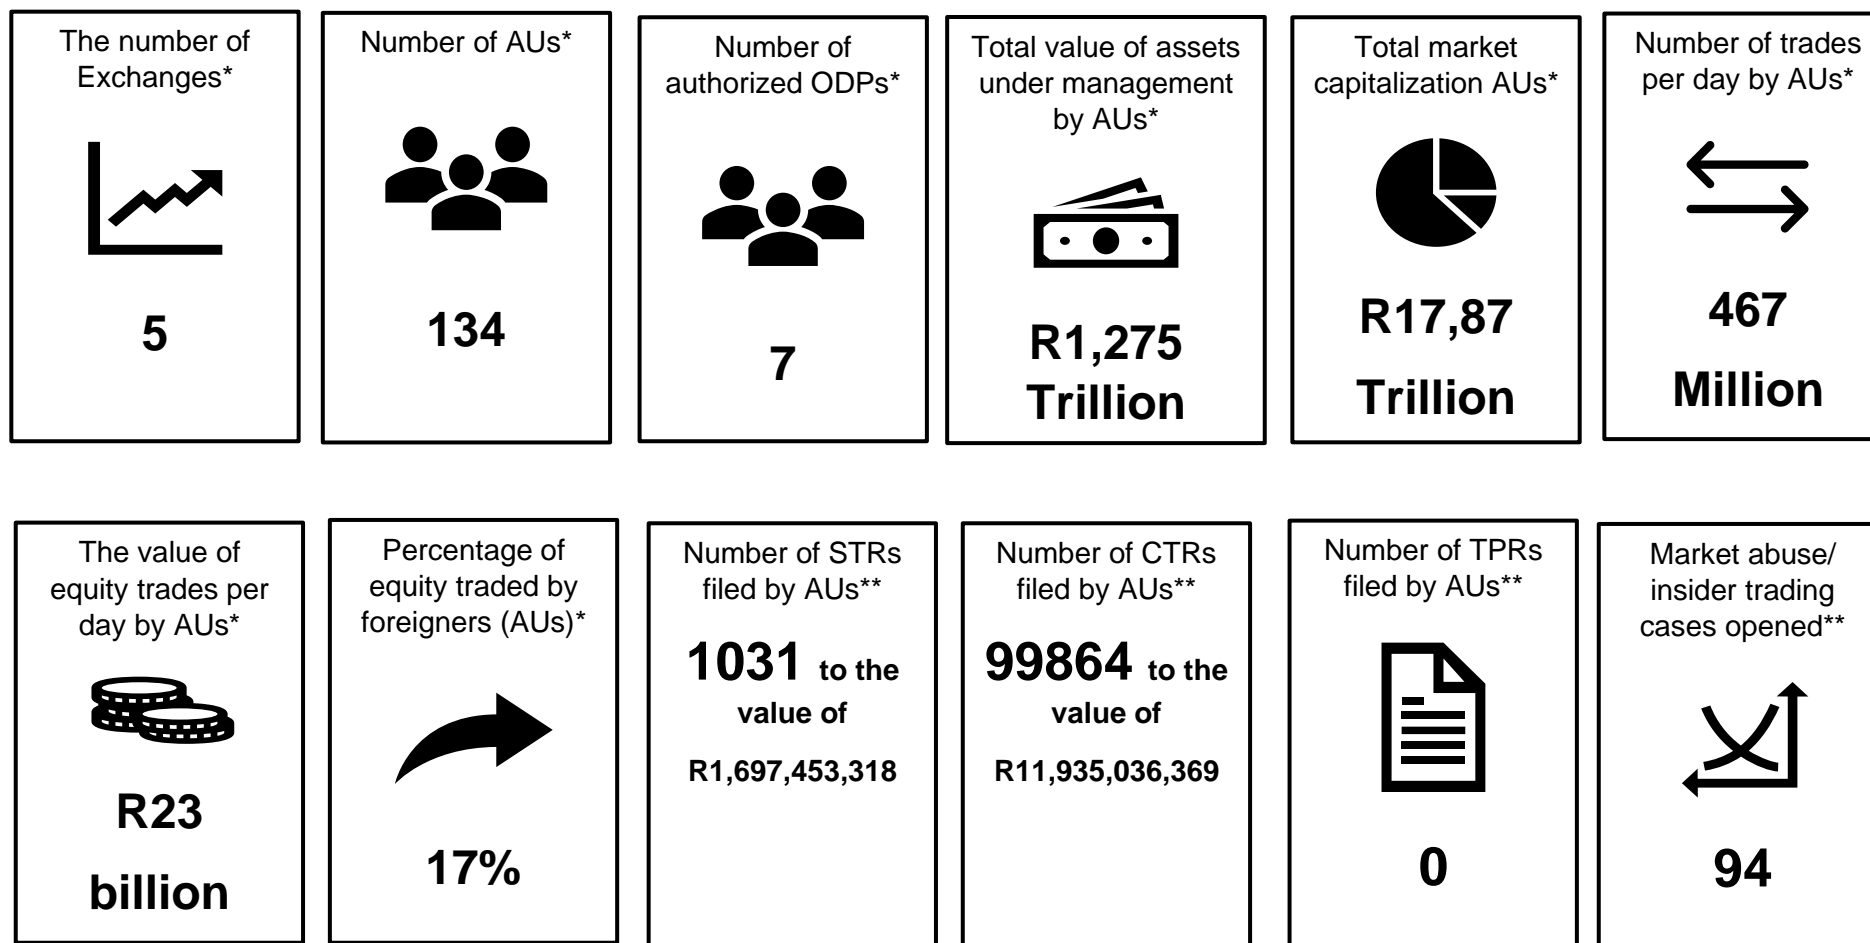 The number of
Exchanges*
5
Number of AUs*
134
Number of
authorized ODPs*
7
Total value of assets
under management
by AUs*
R1,275
Trillion
Total market
capitalization AUs*
R17,87
Trillion
Number of trades
per day by AUs*
467
Million
The value of
equity trades per
day by AUs*
R23
billion
Percentage of
equity traded by
foreigners (AUs)*
17%
Number of STRs
filed by AUs**
1031 to the
value of
R1,697,453,318
Number of CTRs
filed by AUs**
99864 to the
value of
R11,935,036,369
Number of TPRs
filed by AUs**
0
Market abuse/
insider trading
cases opened**
94